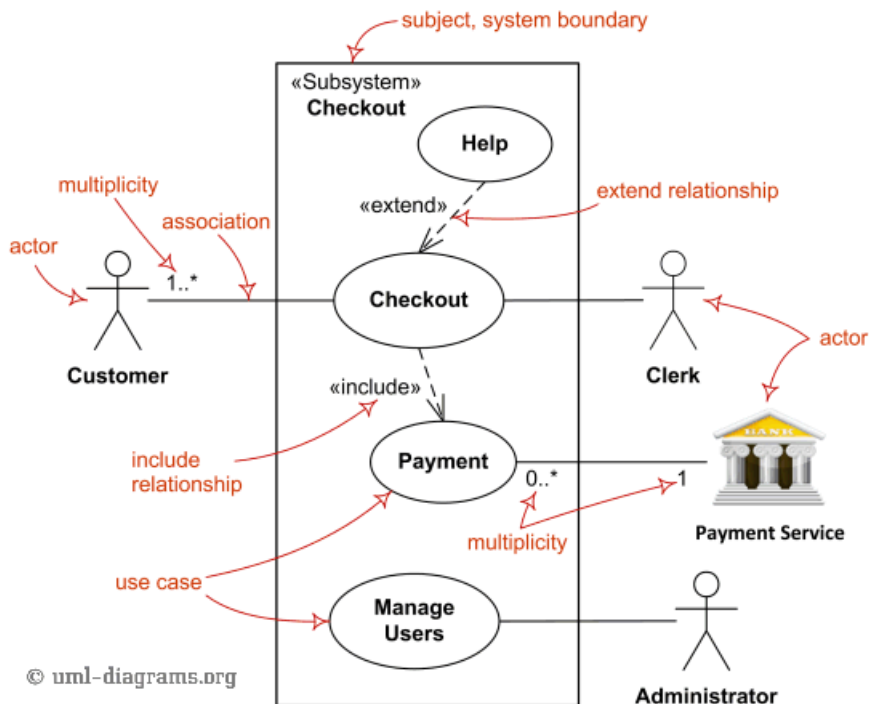 subject, system boundary
«Subsystem»
Checkout
Help
multiplicity
«extend»
extend relationship
association
actor
1..*
Checkout
actor
Customer
Clerk
«include»
BANK
include
relationship
Payment
0..*
1
multiplicity
Payment Service
use case
Manage
Users
© uml-diagrams.org
Administrator